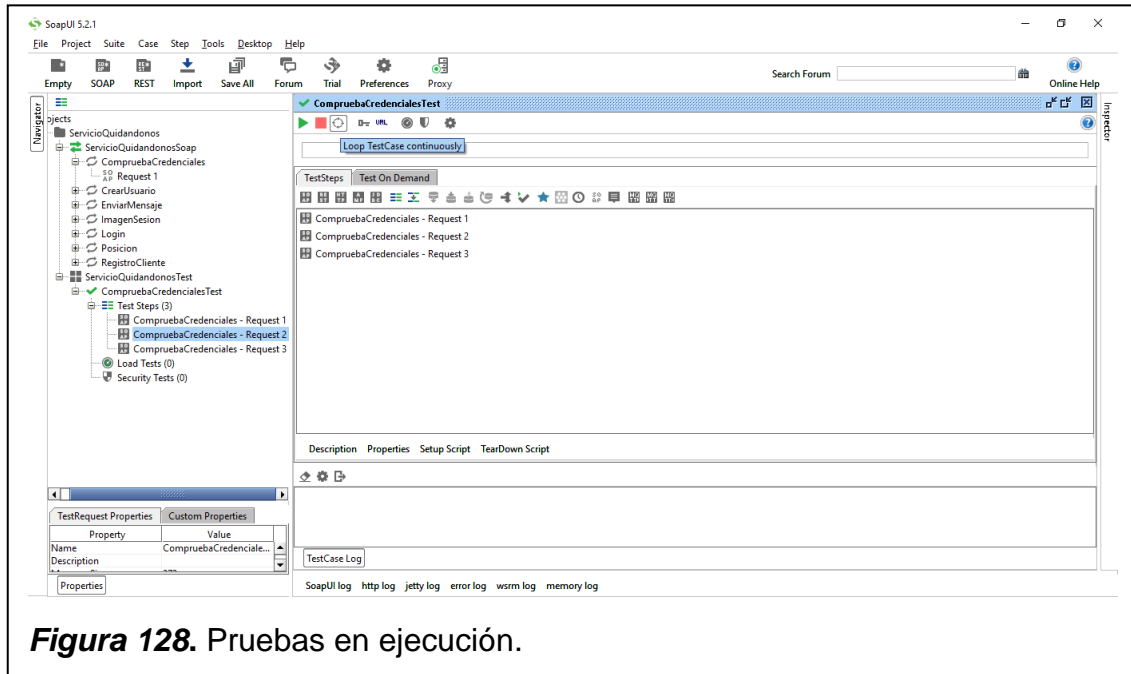 SoapUI 5.2.1
File Project Suite Case Step Tools Desktop Help
Empty SOAP REST Import Save All Forum Trial Preferences Proxy
Search Forum
Online Help
Navigator
ojects
ServicioQuidandonos
ServicioQuidandonosSoap
CompruebaCredenciales
Request 1
CrearUsuario
EnviarMensaje
ImagenSesion
Login
Posicion
RegistroCliente
ServicioQuidandonosTest
CompruebaCredencialesTest
Test Steps (3)
CompruebaCredenciales - Request 1
CompruebaCredenciales - Request 2
CompruebaCredenciales - Request 3
Load Tests (0)
Security Tests (0)
TestRequest Properties Custom Properties
Property Value
Name CompruebaCredenciale...
Description
Properties
CompruebaCredencialesTest
URL
Loop TestCase continuously
TestSteps Test On Demand
CompruebaCredenciales - Request 1
CompruebaCredenciales - Request 2
CompruebaCredenciales - Request 3
Description Properties Setup Script TearDown Script
TestCase Log
SoapUI log http log jetty log error log wsrm log memory log
Inspector
Figura 128. Pruebas en ejecución.